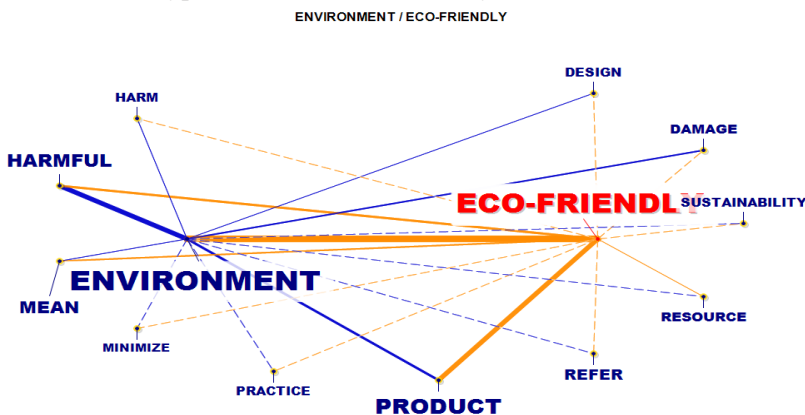 ENVIRONMENT / ECO-FRIENDLY
DESIGN
HARM
DAMAGE
HARMFUL
ECO-FRIENDLY
SUSTAINABILITY
ENVIRONMENT
MEAN
RESOURCE
MINIMIZE
REFER
PRACTICE
PRODUCT